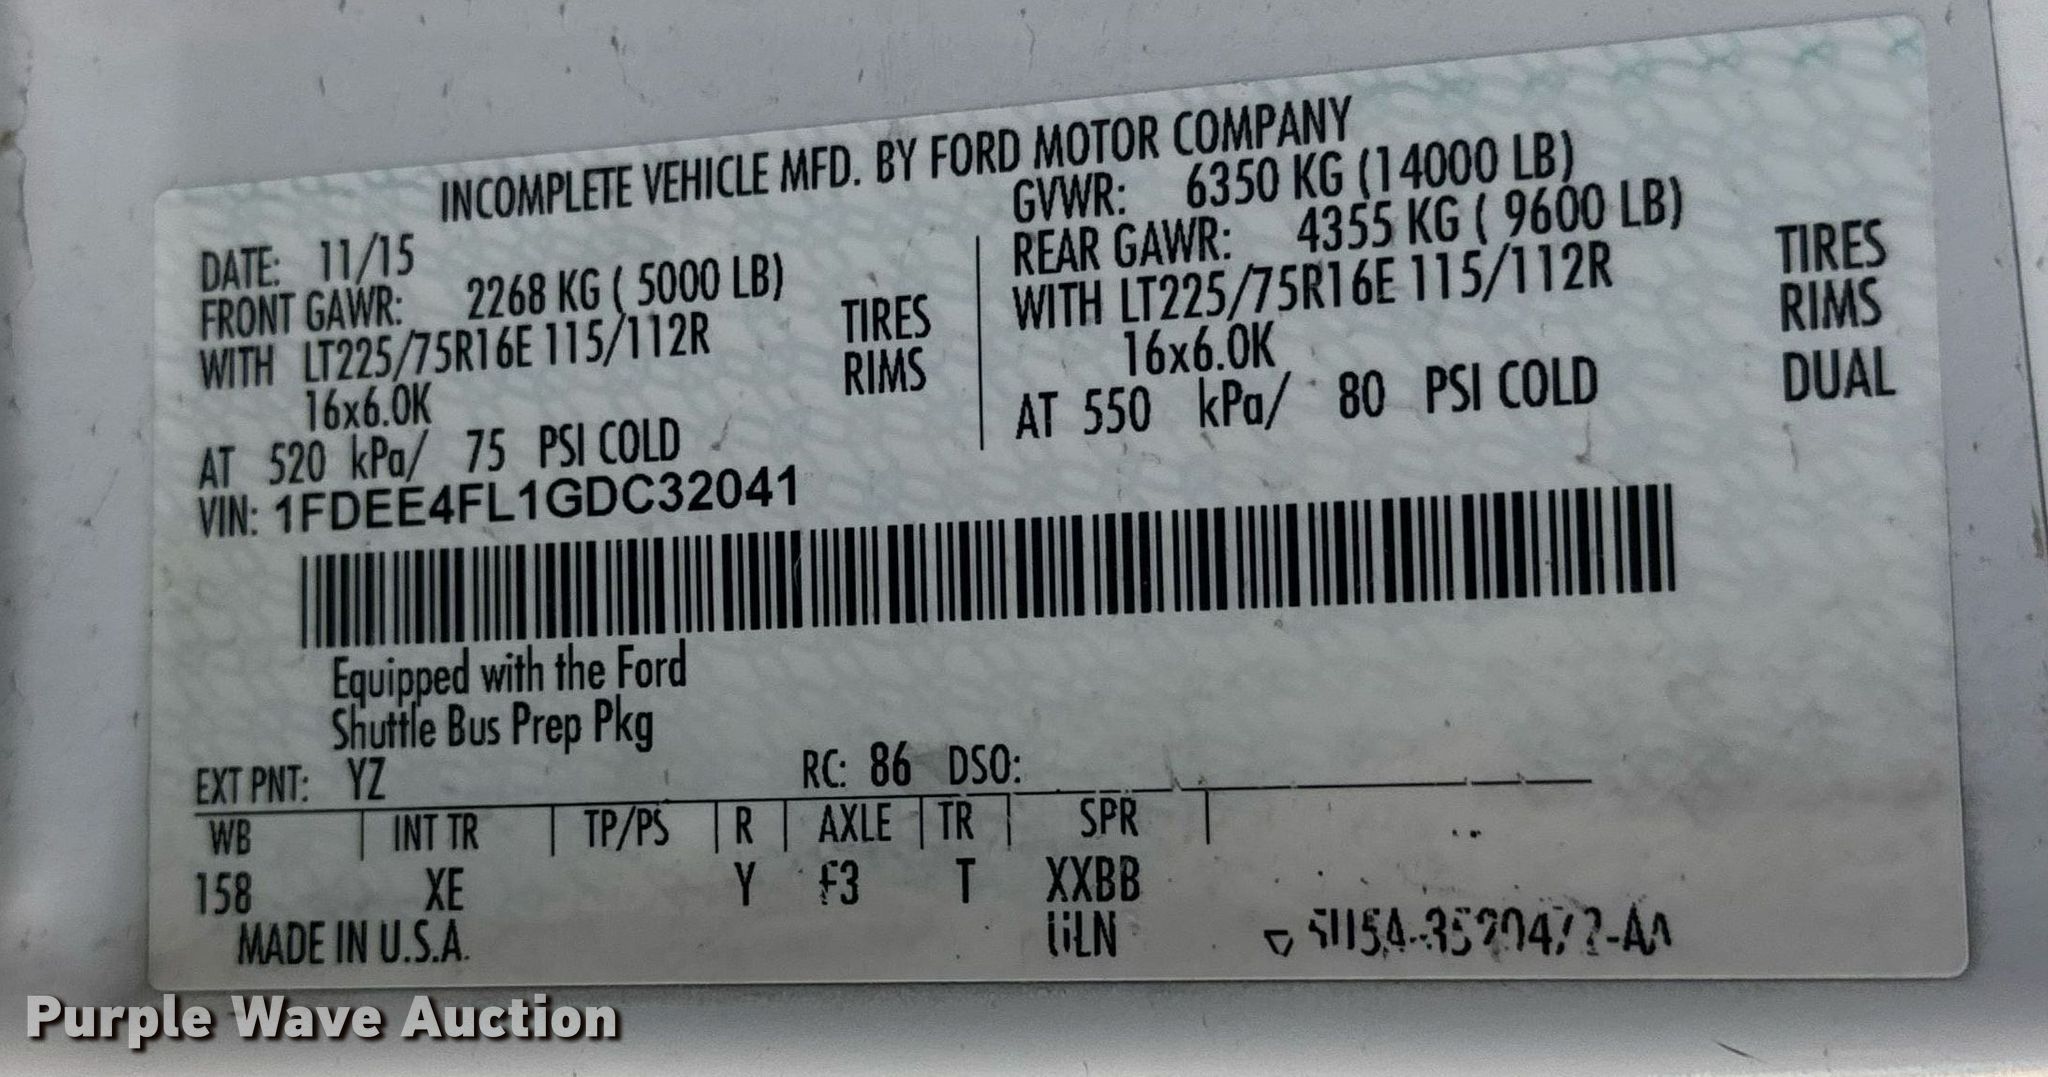 INCOMPLETE VEHICLE MFD. BY FORD MOTOR COMPANY
DATE: 11/15
GVWR: 6350 KG (14000 LB)
FRONT GAWR: 2268 KG ( 5000 LB)
REAR GAWR: 4355 KG ( 9600 LB)
WITH LT225/75R16E 115/112R TIRES
WITH LT225/75R16E 115/112R TIRES
16x6.0K RIMS
16x6.0K RIMS
AT 520 kPa/ 75 PSI COLD
AT 550 kPa/ 80 PSI COLD DUAL
VIN: 1FDEE4FL1GDC32041
Equipped with the Ford
Shuttle Bus Prep Pkg
EXT PNT: YZ RC: 86 DSO:
WB INT TR TP/PS R AXLE TR SPR
158 XE Y F3 T XXBB
MADE IN U.S.A.
Purple Wave Auction